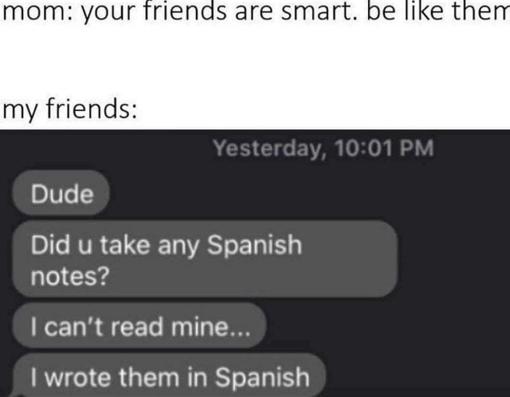 mom: your friends are smart. be like them
my friends:
Yesterday, 10:01 PM
Dude
Did u take any Spanish
notes?
I can't read mine...
I wrote them in Spanish